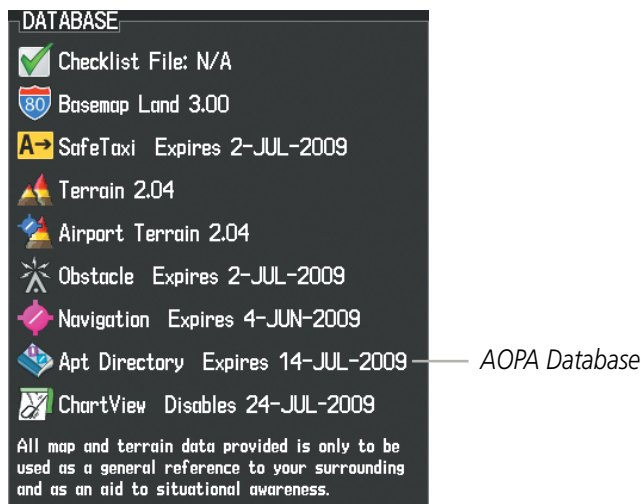 DATABASE
Checklist File: N/A
80 Basemap Land 3.00
A→ SafeTaxi Expires 2-JUL-2009
Terrain 2.04
Airport Terrain 2.04
Obstacle Expires 2-JUL-2009
Navigation Expires 4-JUN-2009
Apt Directory Expires 14-JUL-2009 AOPA Database
ChartView Disables 24-JUL-2009
All map and terrain data provided is only to be
used as a general reference to your surrounding
and as an aid to situational awareness.